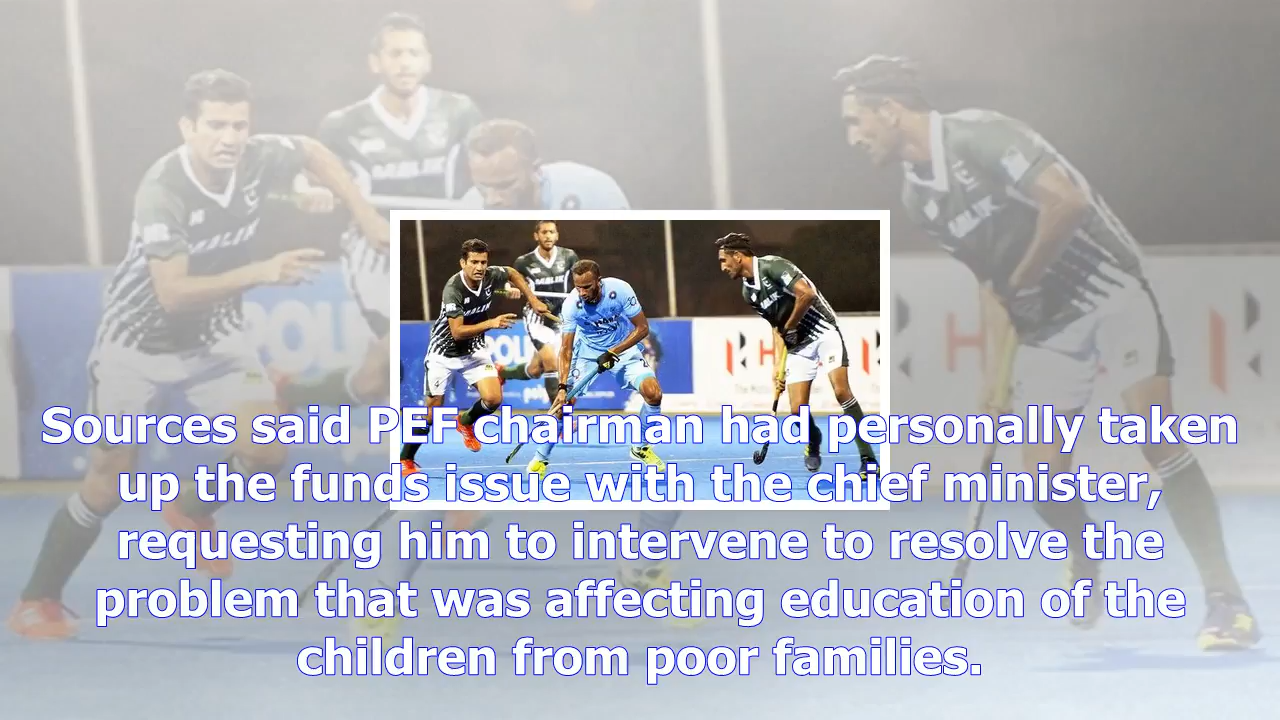 Sources said PEF chairman had personally taken
up the funds issue with the chief minister,
requesting him to intervene to resolve the
problem that was affecting education of the
children from poor families.